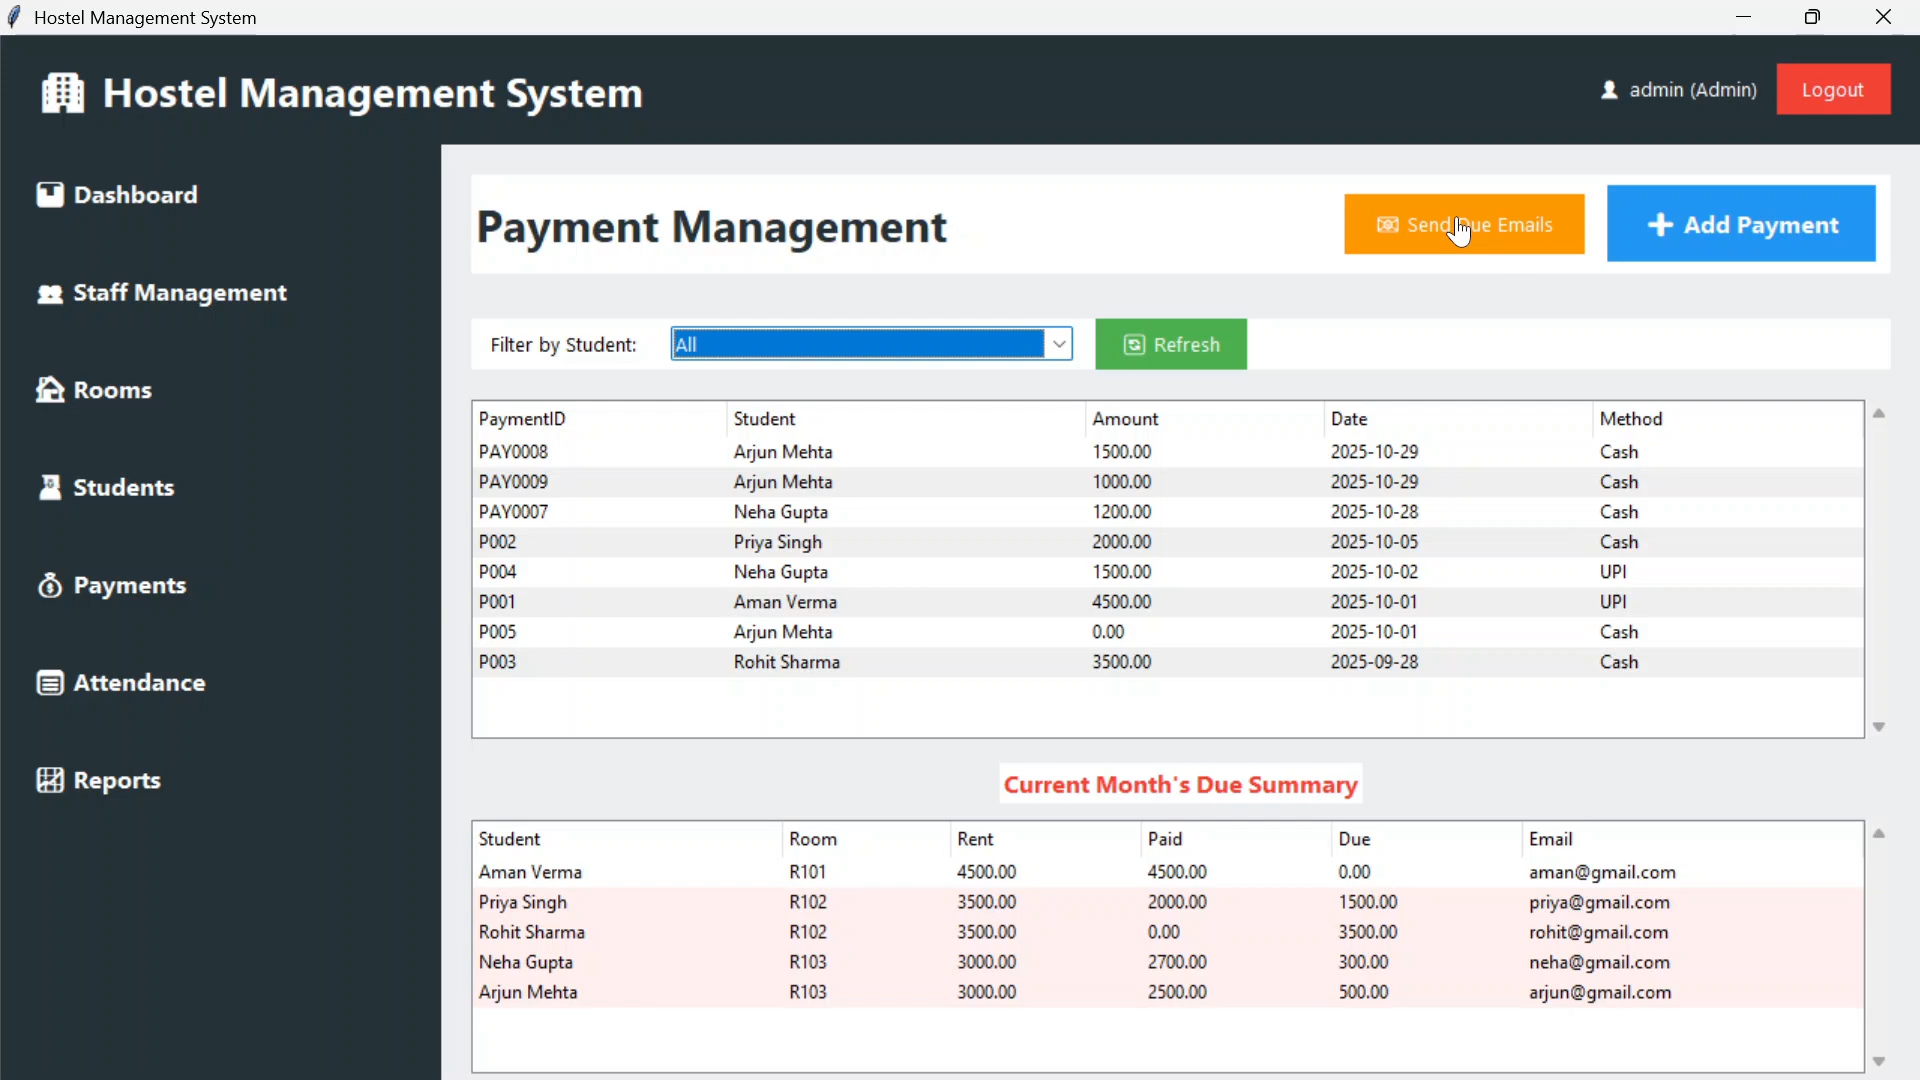 Hostel Management System
Hostel Management System
admin (Admin) Logout
Dashboard
Staff Management
Rooms
Students
Payments
Attendance
Reports
Payment Management
Send Due Emails
+ Add Payment
Filter by Student: All Refresh
PaymentID Student Amount Date Method
PAY0008 Arjun Mehta 1500.00 2025-10-29 Cash
PAY0009 Arjun Mehta 1000.00 2025-10-29 Cash
PAY0007 Neha Gupta 1200.00 2025-10-28 Cash
P002 Priya Singh 2000.00 2025-10-05 Cash
P004 Neha Gupta 1500.00 2025-10-02 UPI
P001 Aman Verma 4500.00 2025-10-01 UPI
P005 Arjun Mehta 0.00 2025-10-01 Cash
P003 Rohit Sharma 3500.00 2025-09-28 Cash
Current Month's Due Summary
Student Room Rent Paid Due Email
Aman Verma R101 4500.00 4500.00 0.00 aman@gmail.com
Priya Singh R102 3500.00 2000.00 1500.00 priya@gmail.com
Rohit Sharma R102 3500.00 0.00 3500.00 rohit@gmail.com
Neha Gupta R103 3000.00 2700.00 300.00 neha@gmail.com
Arjun Mehta R103 3000.00 2500.00 500.00 arjun@gmail.com